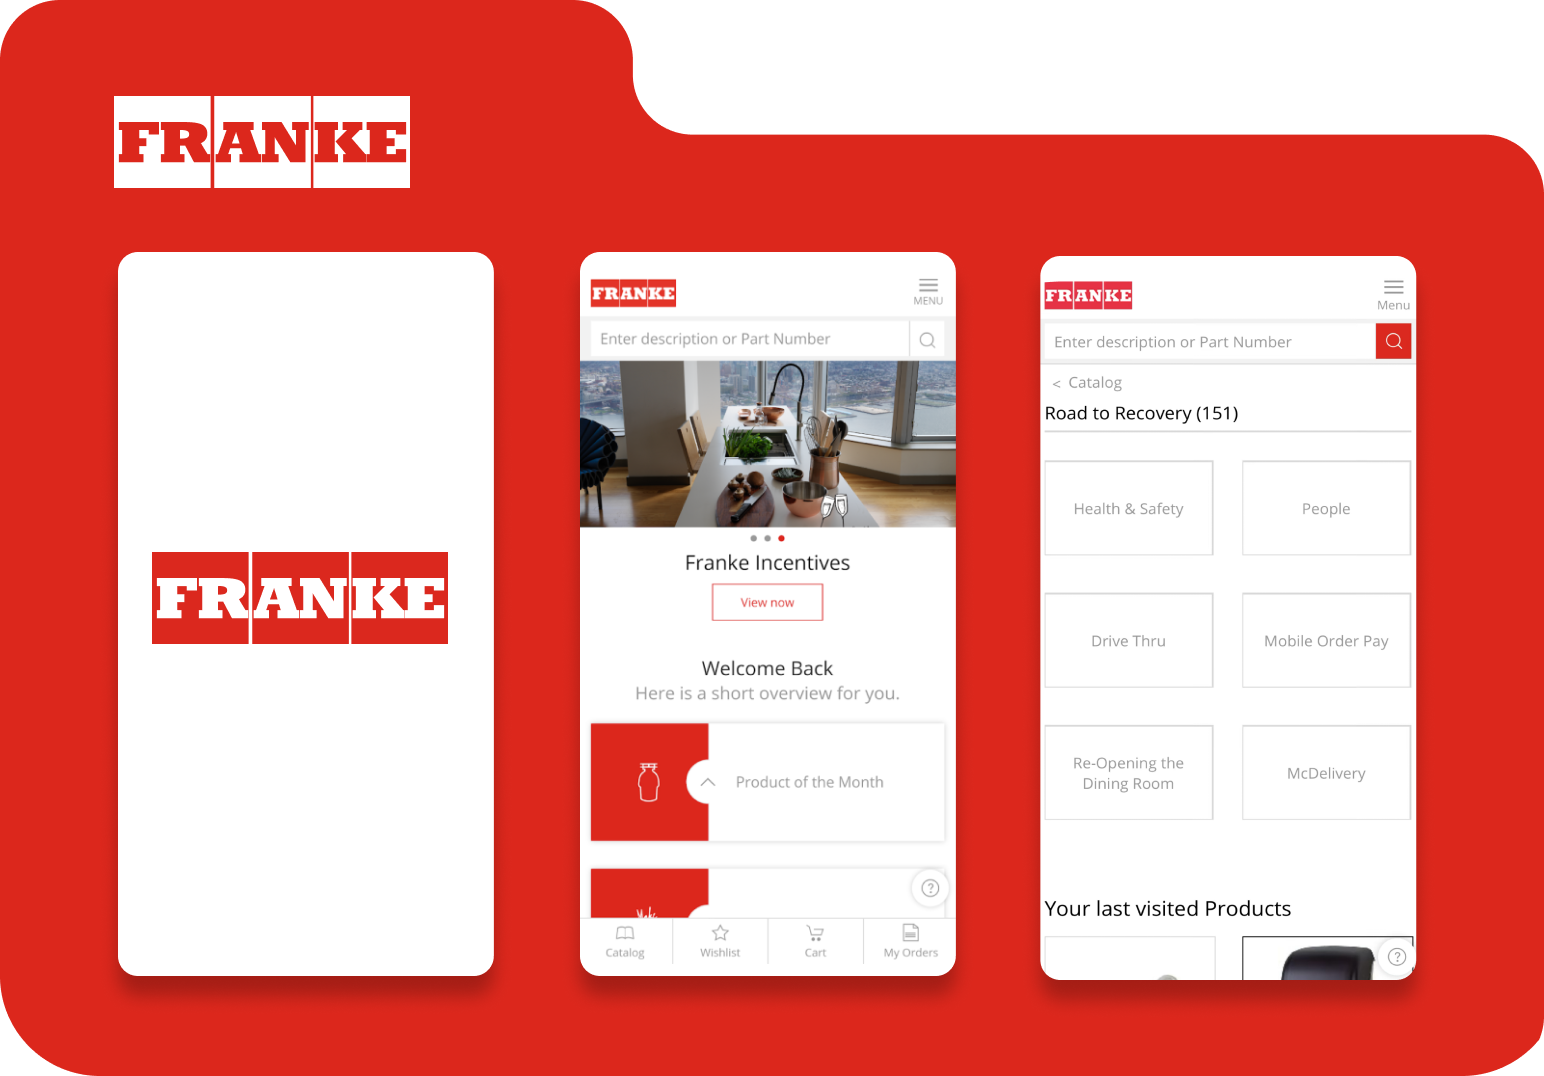 FRANKE
FRANKE
FRANKE
MENU
Enter description or Part Number
Franke Incentives
View now
Welcome Back
Here is a short overview for you.
Product of the Month
Catalog
Wishlist
Cart
My Orders
FRANKE
Menu
Enter description or Part Number
< Catalog
Road to Recovery (151)
Health & Safety
People
Drive Thru
Mobile Order Pay
Re-Opening the
Dining Room
McDelivery
Your last visited Products